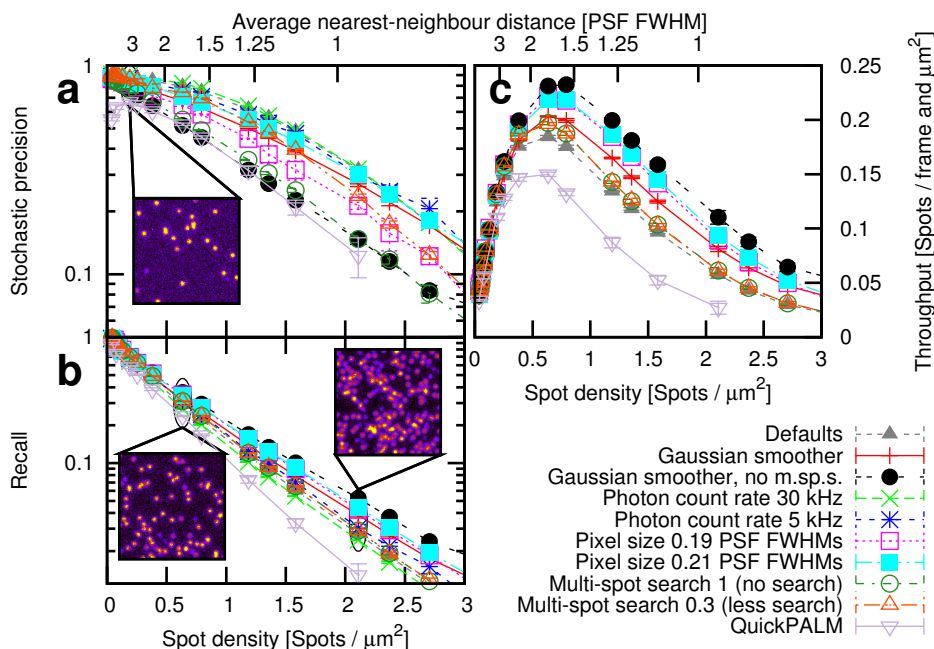 Average nearest-neighbour distance [PSF FWHM]
3 2 1.5 1.25 1
3 2 1.5 1.25 1
a
1
0.1
Stochastic precision
c
0.25
0.2
0.15
0.1
0.05
0
Throughput [Spots / frame and μm²]
b
1
0.1
Recall
0 0.5 1 1.5 2 2.5 3
Spot density [Spots / μm²]
0 0.5 1 1.5 2 2.5 3
Spot density [Spots / μm²]
Defaults
Gaussian smoother
Gaussian smoother, no m.sp.s.
Photon count rate 30 kHz
Photon count rate 5 kHz
Pixel size 0.19 PSF FWHMs
Pixel size 0.21 PSF FWHMs
Multi-spot search 1 (no search)
Multi-spot search 0.3 (less search)
QuickPALM